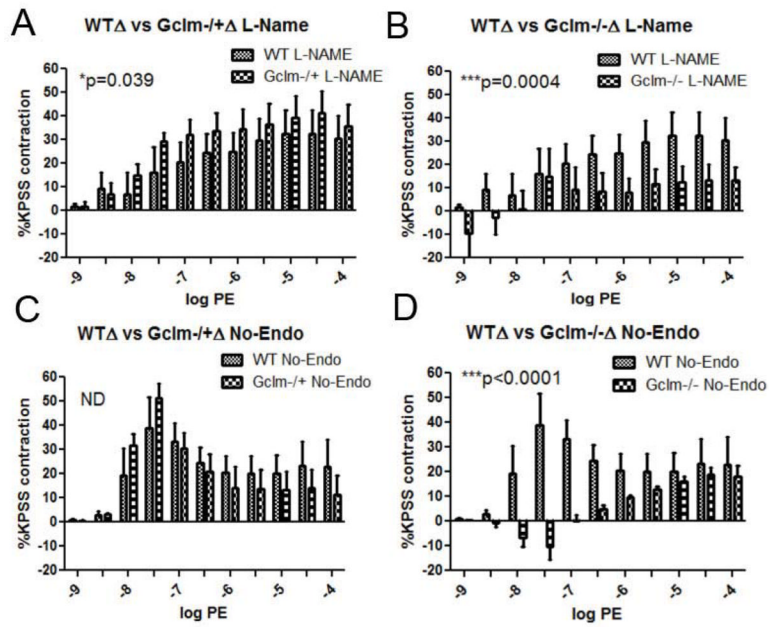 A
WTΔ vs Gclm-/+Δ L-Name
WT L-NAME
Gclm-/+ L-NAME
*p=0.039
%KPSS contraction
60
50
40
30
20
10
0
-10
-20
-9
-8
-7
-6
-5
-4
log PE
B
WTΔ vs Gclm-/-Δ L-Name
WT L-NAME
Gclm-/- L-NAME
***p=0.0004
%KPSS contraction
60
50
40
30
20
10
0
-10
-20
-9
-8
-7
-6
-5
-4
log PE
C
WTΔ vs Gclm-/+Δ No-Endo
WT No-Endo
Gclm-/+ No-Endo
ND
%KPSS contraction
60
50
40
30
20
10
0
-10
-20
-9
-8
-7
-6
-5
-4
log PE
D
WTΔ vs Gclm-/-Δ No-Endo
WT No-Endo
Gclm-/- No-Endo
***p<0.0001
%KPSS contraction
60
50
40
30
20
10
0
-10
-20
-9
-8
-7
-6
-5
-4
log PE